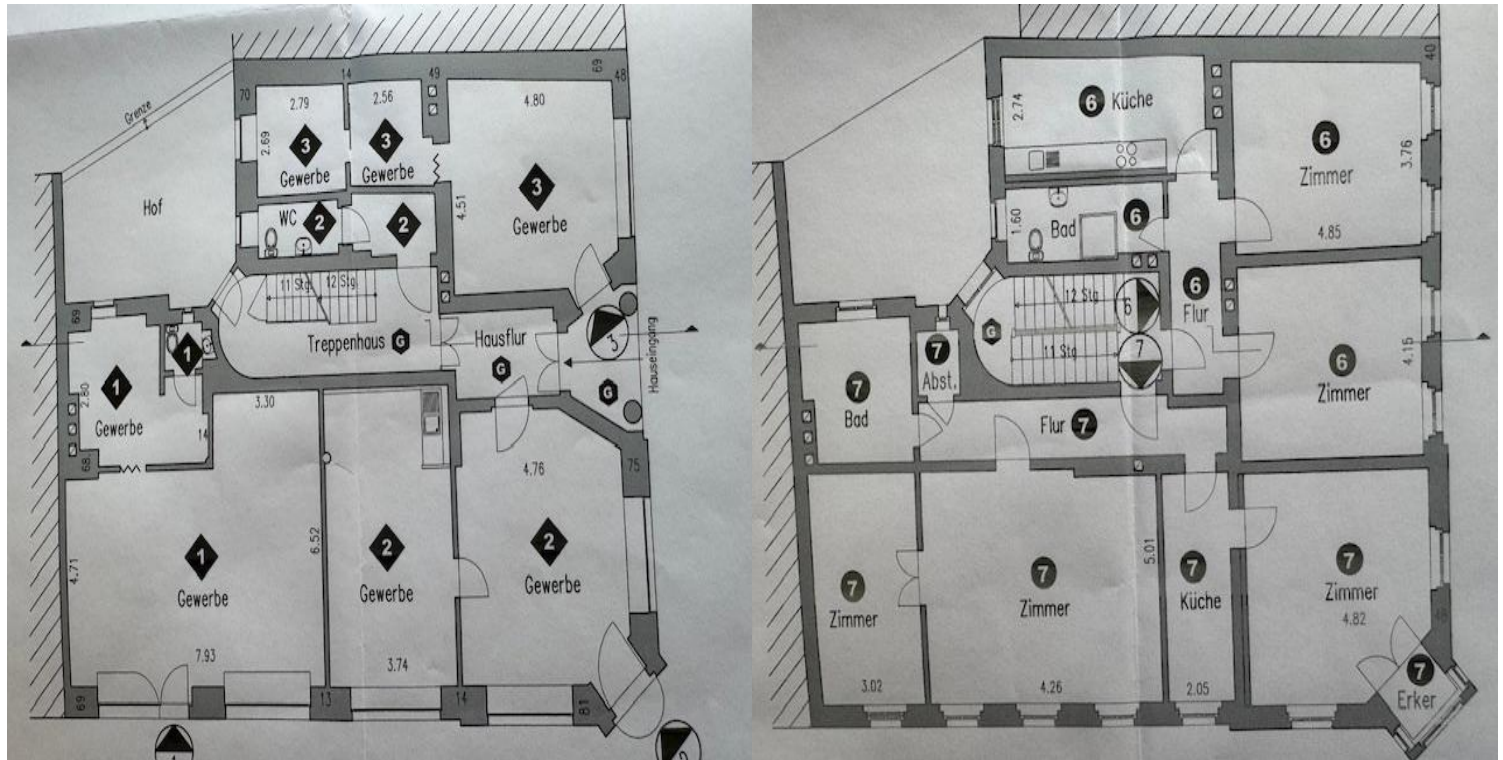 70
14
49
69
48
2.79
2.56
4.80
Grenze
2.69
3
Gewerbe
3
Gewerbe
3
Gewerbe
4.51
Hof
WC
2
2
11 Stg.
12 Stg.
Treppenhaus G
Hausflur
G
3
Hauseingang
G
69
1
1
2.80
Gewerbe
14
68
3.30
4.76
75
4.71
1
Gewerbe
6.52
2
Gewerbe
2
Gewerbe
7.93
3.74
69
13
14
81
40
2.74
6 Küche
6
Zimmer
3.76
4.85
1.60
Bad
6
6
Flur
12 Stg.
11 Stg.
G
6
7
7
Abst.
7
Bad
Flur 7
6
Zimmer
4.15
7
Zimmer
3.02
7
Zimmer
4.26
5.01
7
Küche
2.05
7
Zimmer
4.82
7
Erker